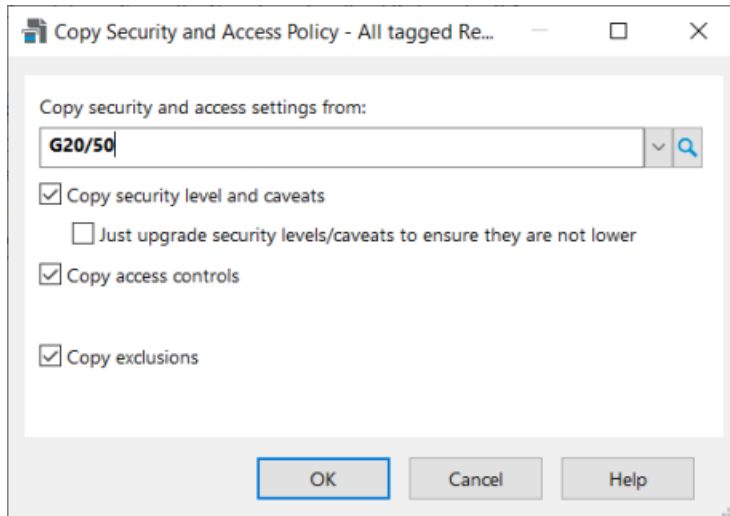 Copy Security and Access Policy - All tagged Re...
Copy security and access settings from:
G20/50
Copy security level and caveats
Just upgrade security levels/caveats to ensure they are not lower
Copy access controls
Copy exclusions
OK Cancel Help